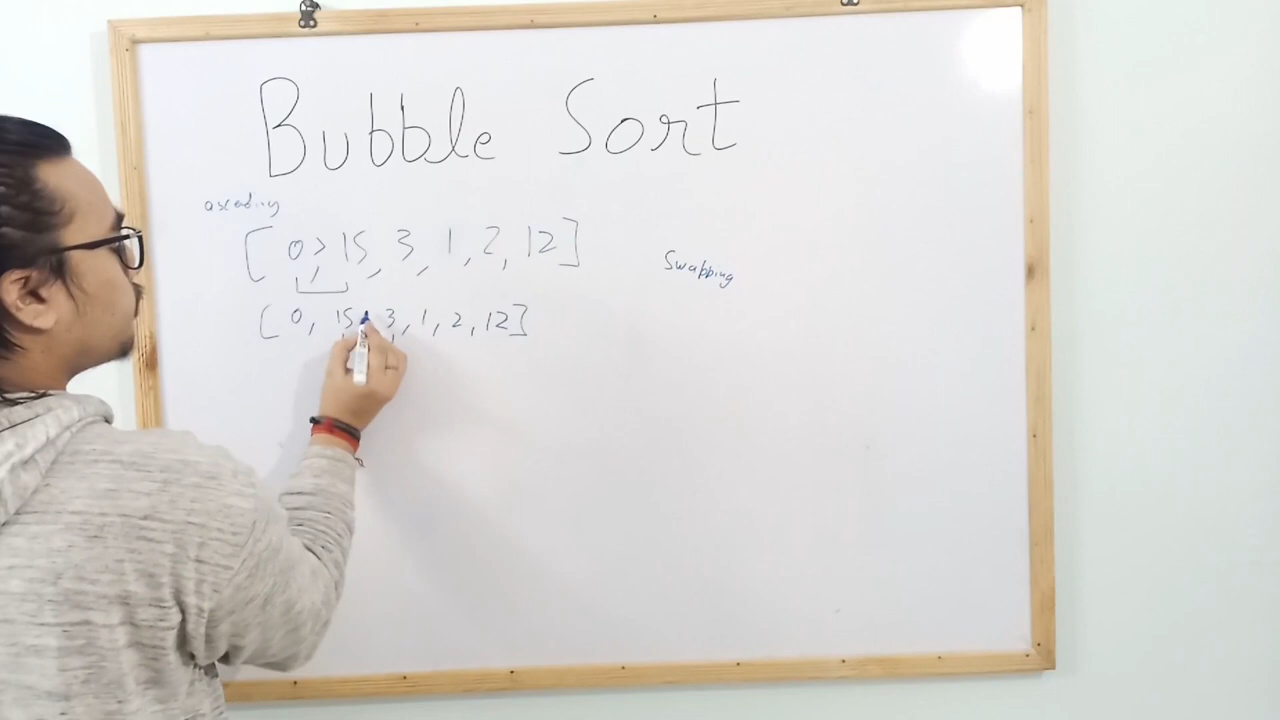 Bubble Sort
ascending
[ 0 > 15, 3, 1, 2, 12 ]
Swapping
[ 0, 15, 3, 1, 2, 12 ]